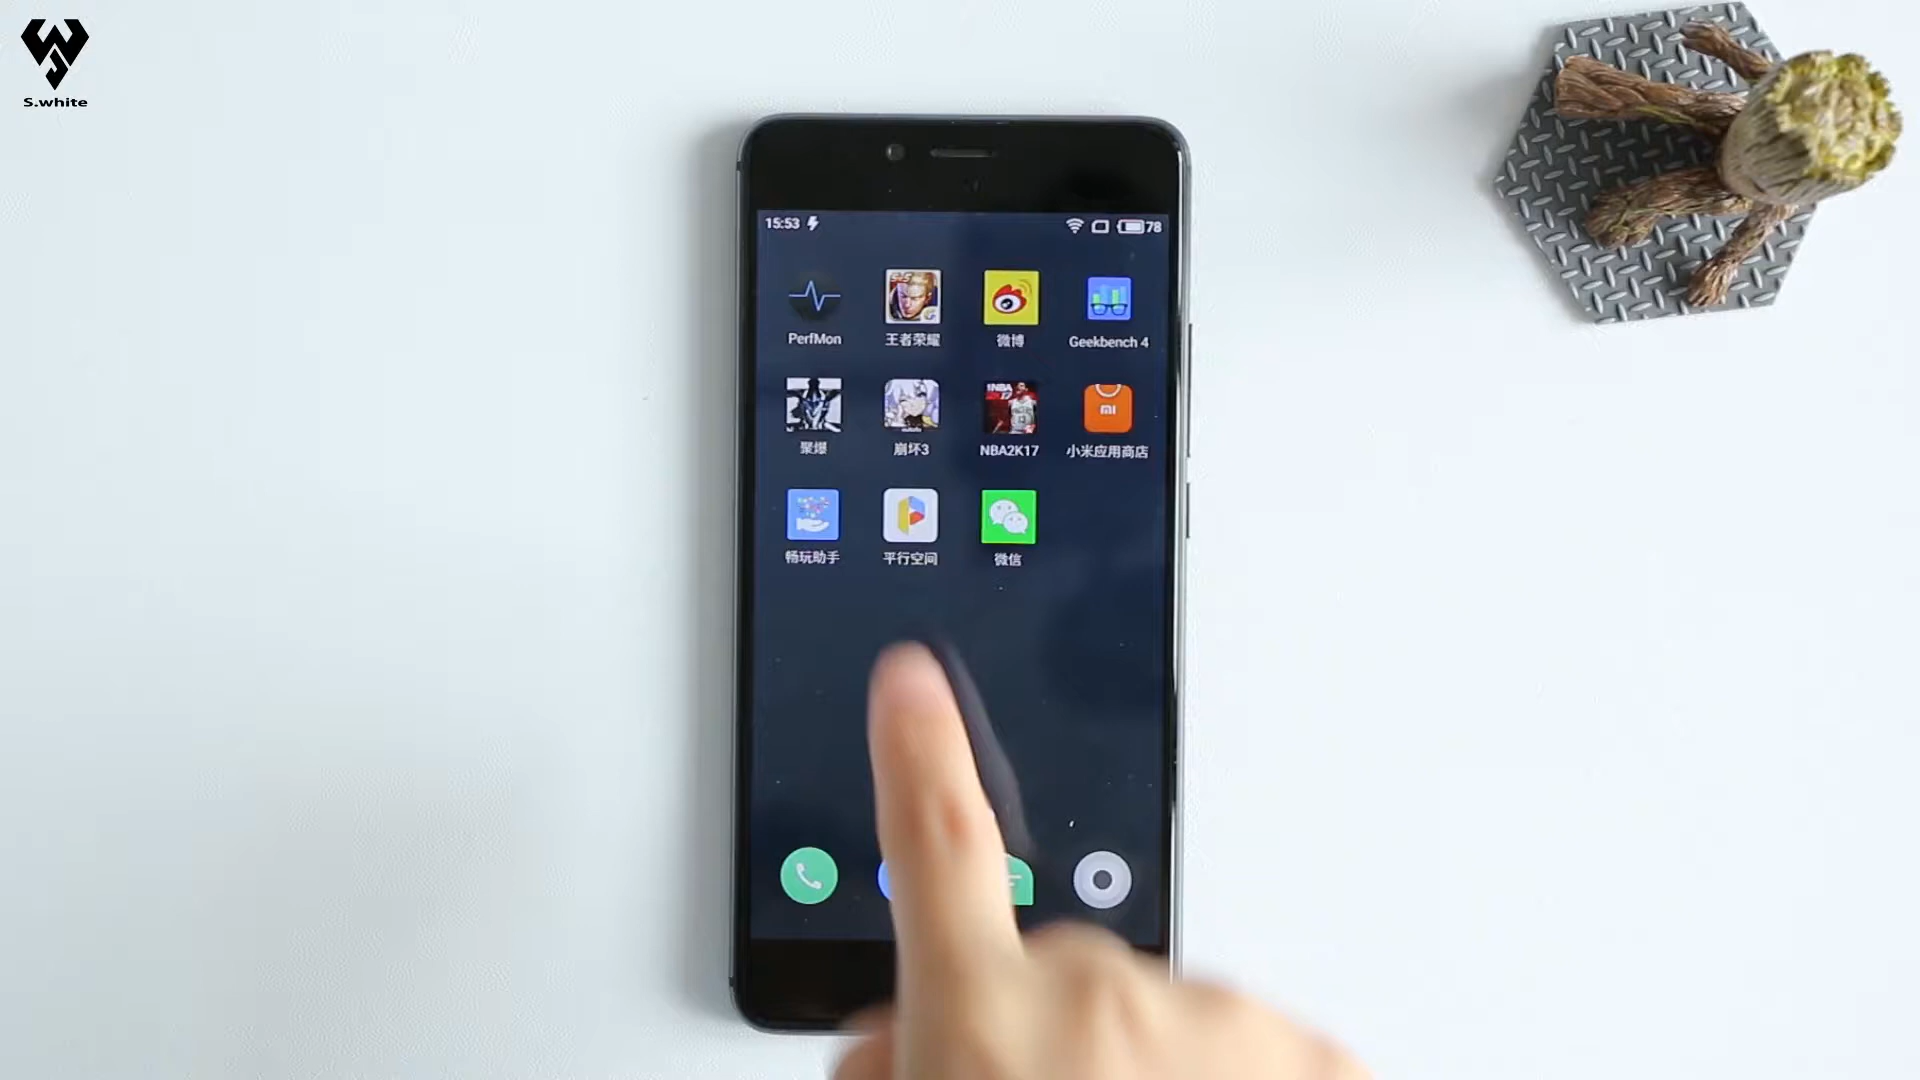 S.white
15:53
78
PerfMon
王者荣耀
微博
Geekbench 4
聚爆
崩坏3
NBA2K17
小米应用商店
畅玩助手
平行空间
微信